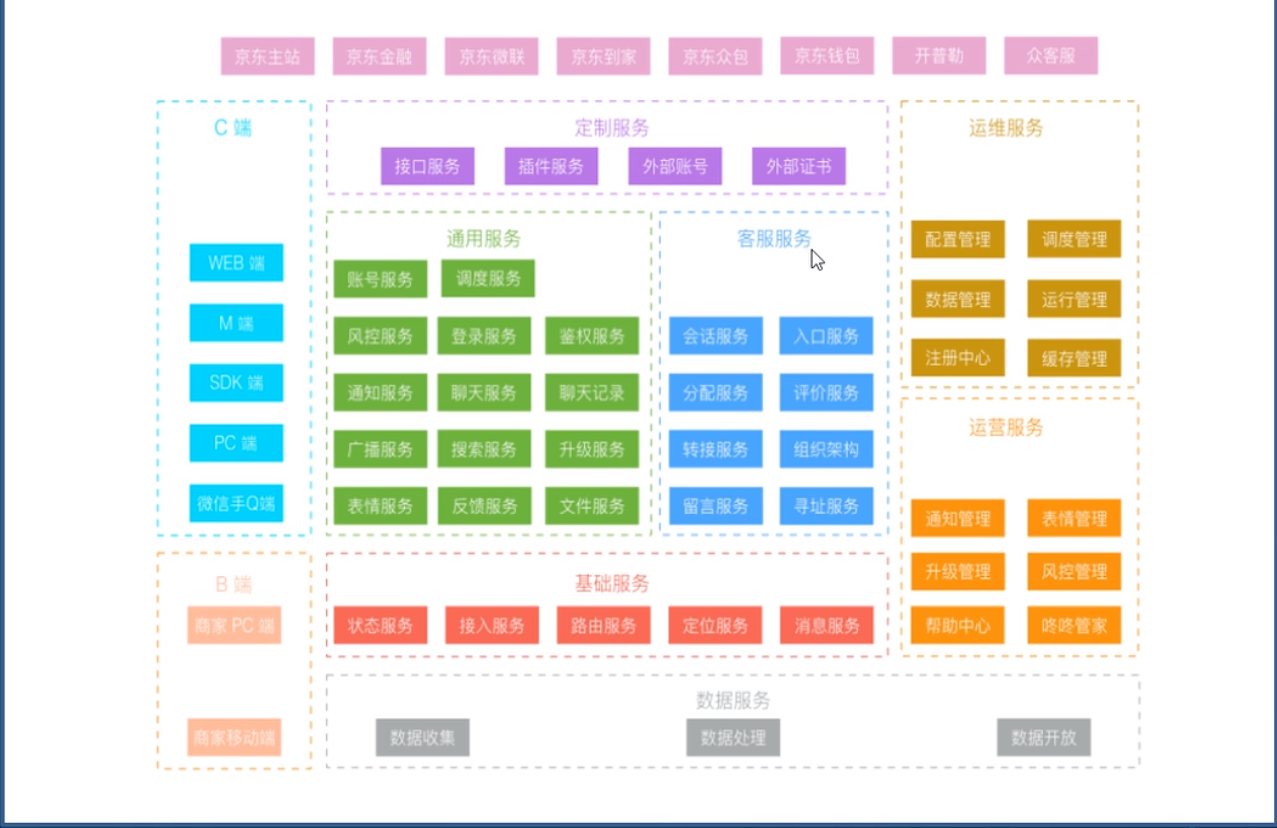 京东主站
京东金融
京东微联
京东到家
京东众包
京东钱包
开普勒
众客服
C 端
WEB 端
M 端
SDK 端
PC 端
微信手Q端
B 端
商家 PC 端
商家移动端
定制服务
接口服务
插件服务
外部账号
外部证书
通用服务
账号服务
调度服务
风控服务
登录服务
鉴权服务
通知服务
聊天服务
聊天记录
广播服务
搜索服务
升级服务
表情服务
反馈服务
文件服务
客服服务
会话服务
入口服务
分配服务
评价服务
转接服务
组织架构
留言服务
寻址服务
基础服务
状态服务
接入服务
路由服务
定位服务
消息服务
运维服务
配置管理
调度管理
数据管理
运行管理
注册中心
缓存管理
运营服务
通知管理
表情管理
升级管理
风控管理
帮助中心
咚咚管家
数据服务
数据收集
数据处理
数据开放